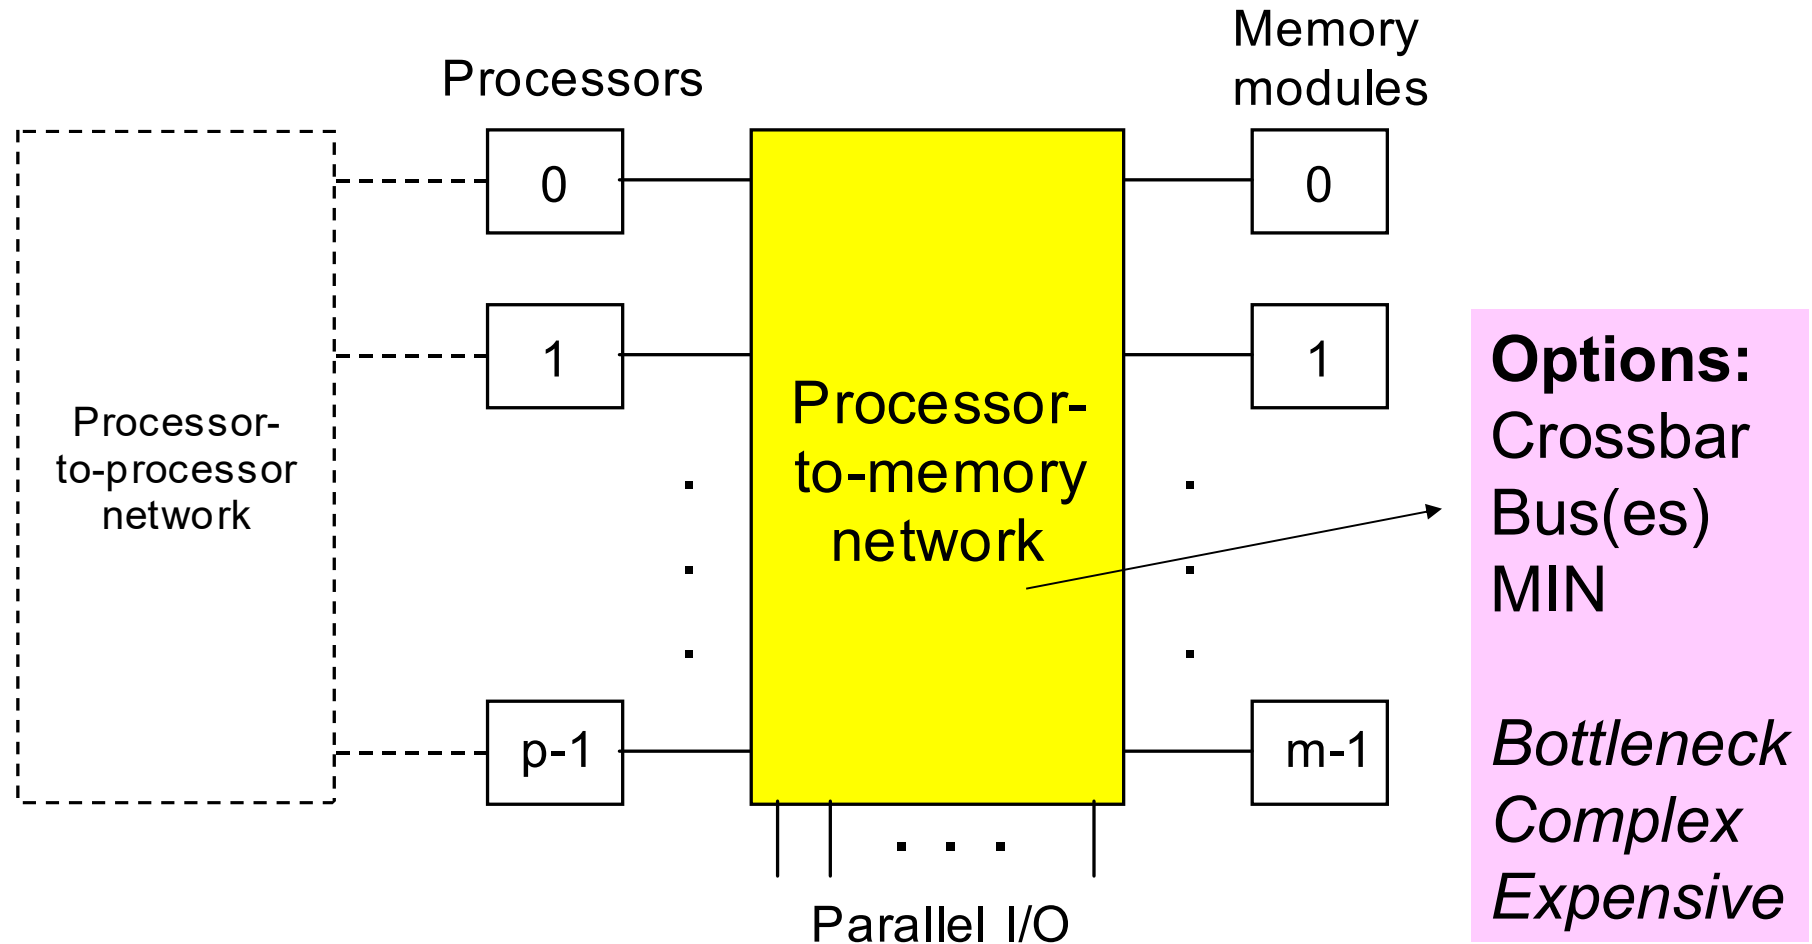 Processors
Memory
modules
0
0
1
1
Processor-
to-processor
network
Processor-
to-memory
network
p-1
m-1
. . .
Parallel I/O
Options:
Crossbar
Bus(es)
MIN
Bottleneck
Complex
Expensive